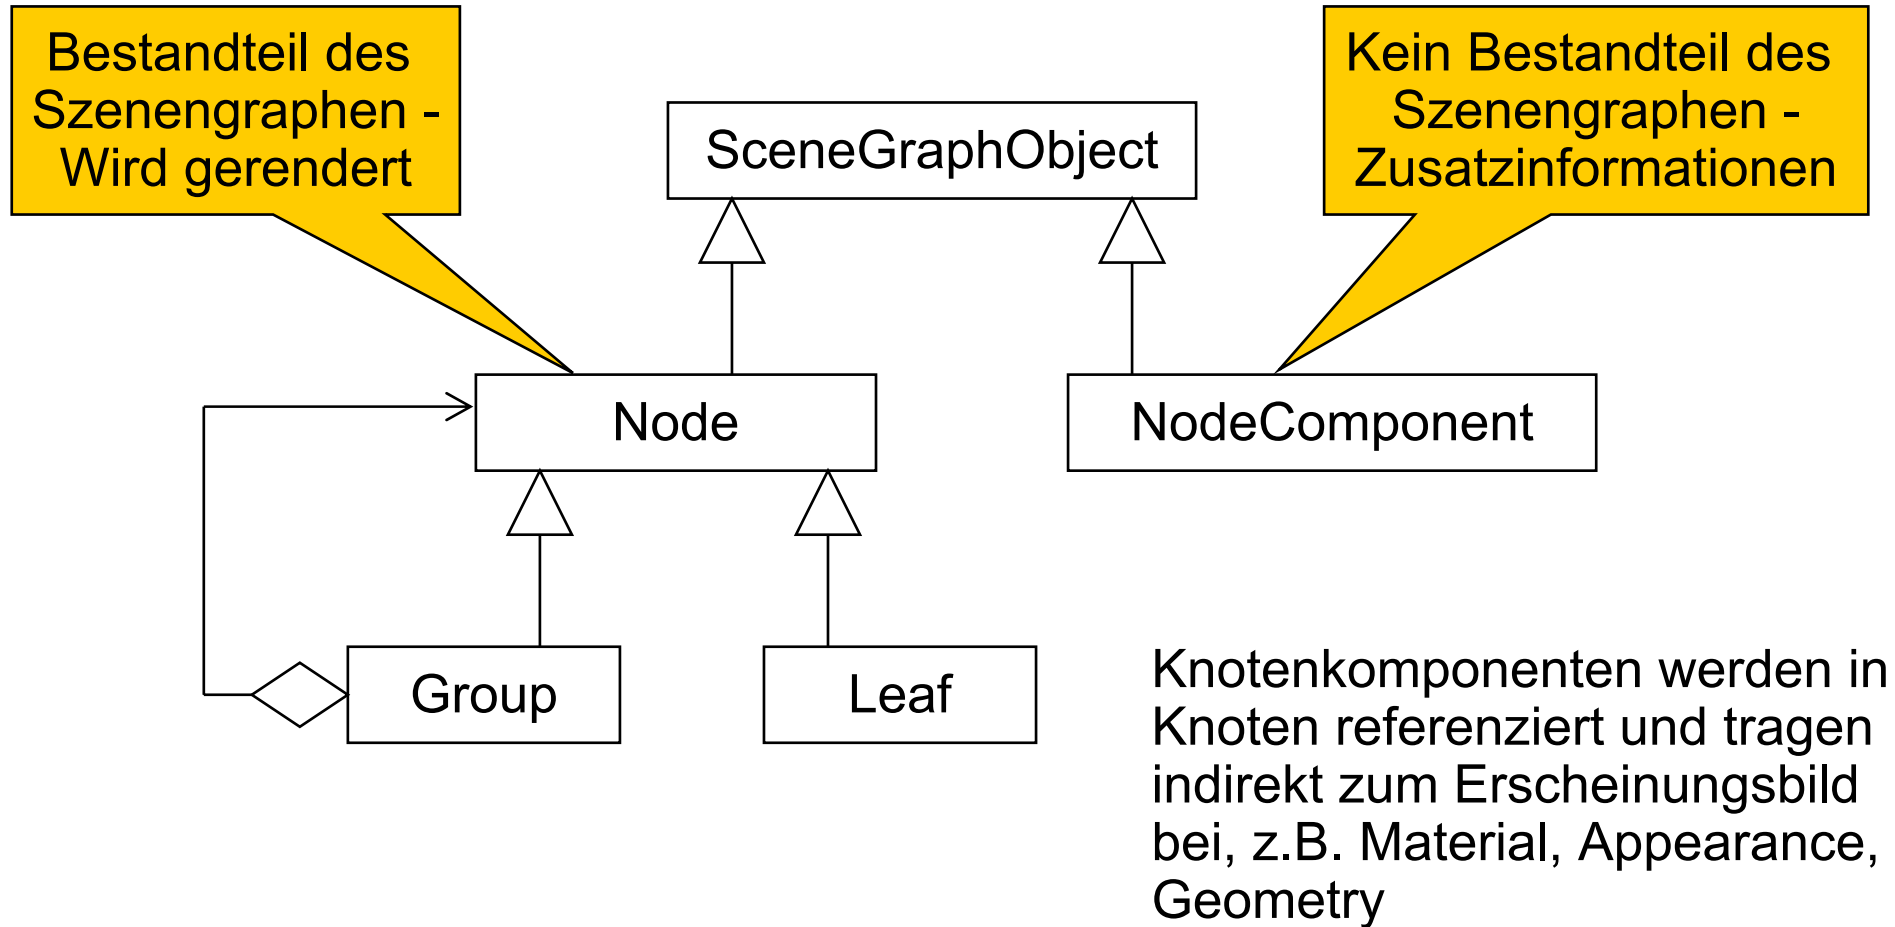 Bestandteil des
Szenengraphen -
Wird gerendert
SceneGraphObject
Kein Bestandteil des
Szenengraphen -
Zusatzinformationen
Node
NodeComponent
Group
Leaf
Knotenkomponenten werden in
Knoten referenziert und tragen
indirekt zum Erscheinungsbild
bei, z.B. Material, Appearance,
Geometry